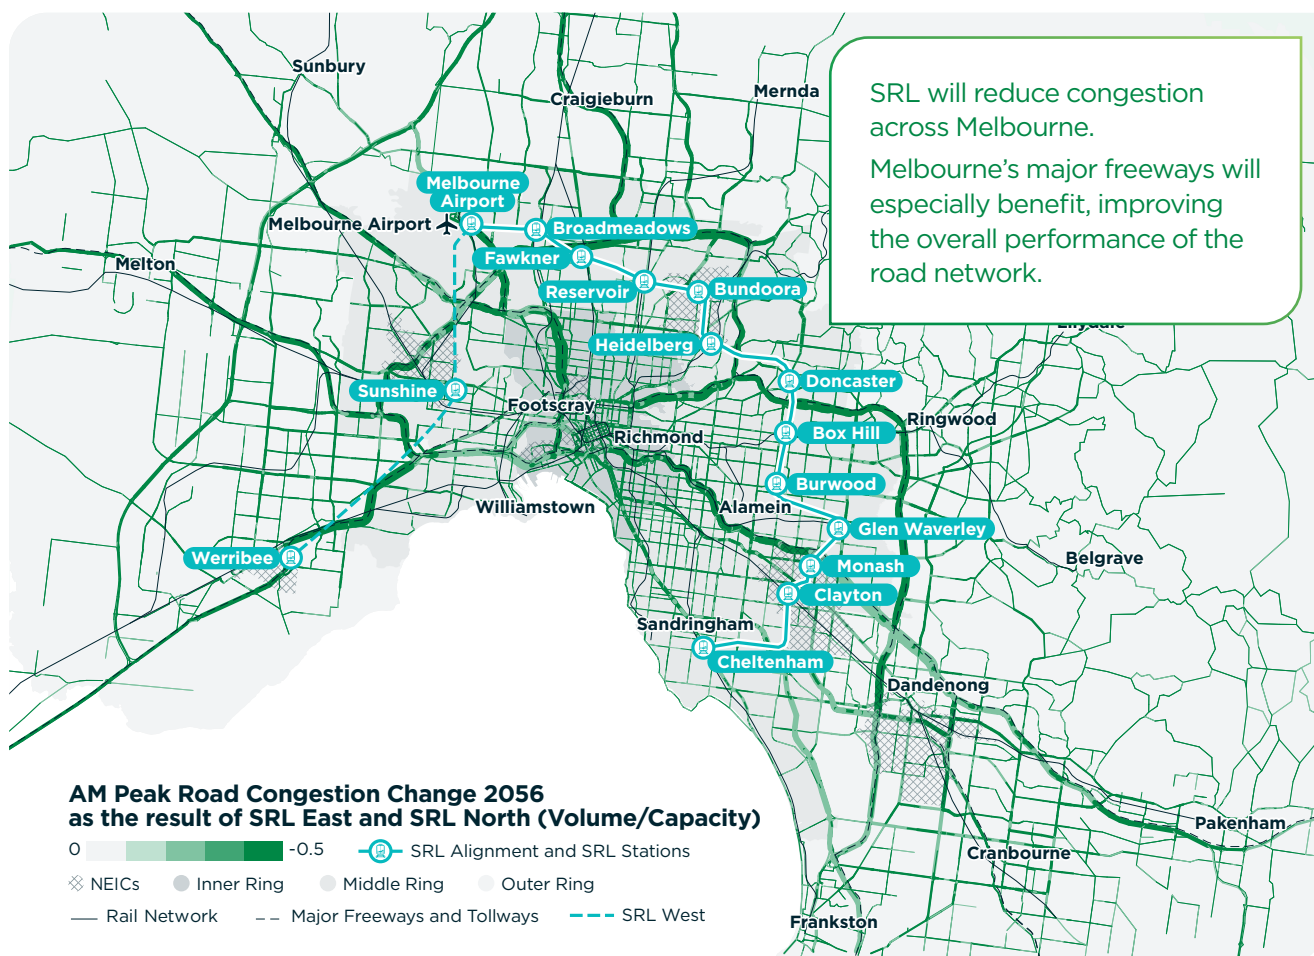 SRL will reduce congestion
across Melbourne.
Melbourne’s major freeways will
especially benefit, improving
the overall performance of the
road network.
Sunbury
Craigieburn
Mernda
Melbourne
Airport
Melbourne Airport
Broadmeadows
Fawkner
Melton
Reservoir
Bundoora
Lilydale
Heidelberg
Doncaster
Sunshine
Footscray
Ringwood
Richmond
Box Hill
Burwood
Williamstown
Alamein
Glen Waverley
Werribee
Belgrave
Monash
Clayton
Sandringham
Cheltenham
Dandenong
Pakenham
Cranbourne
Frankston
AM Peak Road Congestion Change 2056
as the result of SRL East and SRL North (Volume/Capacity)
0 -0.5 SRL Alignment and SRL Stations
NEICs Inner Ring Middle Ring Outer Ring
Rail Network Major Freeways and Tollways SRL West